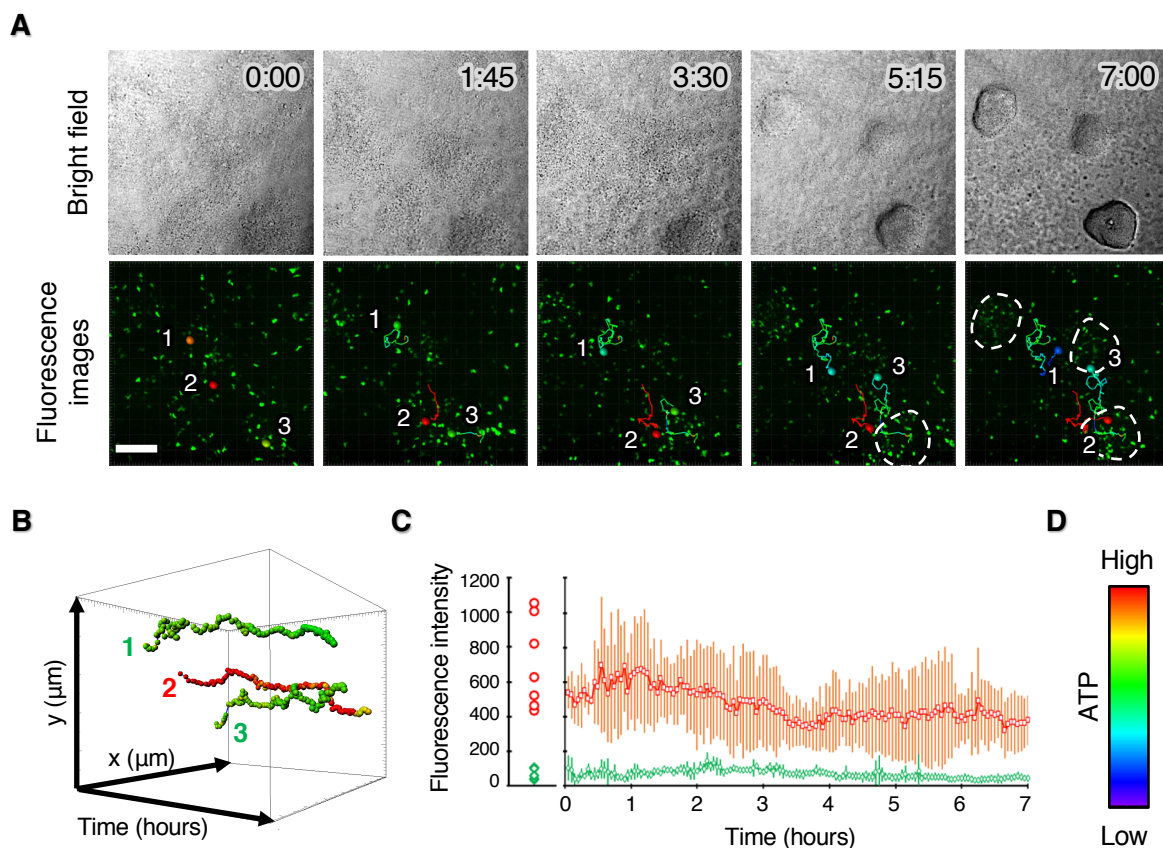 A
Bright field
0:00
1:45
3:30
5:15
7:00
Fluorescence
images
1
2
3
1
2
3
1
2
3
1
2
3
1
2
3
B
y (µm)
x (µm)
Time (hours)
1
2
3
C
Fluorescence intensity
1200
1000
800
600
400
200
0
0 1 2 3 4 5 6 7
Time (hours)
D
High
ATP
Low